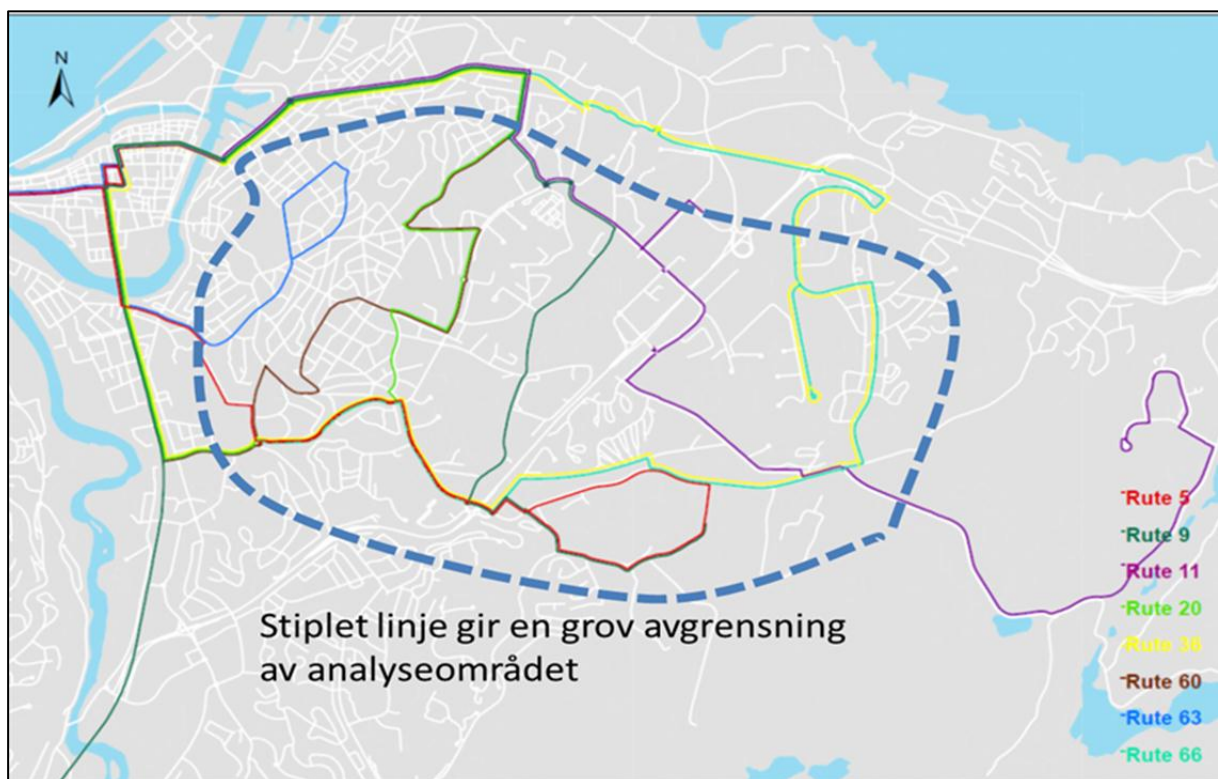 N
Stiplet linje gir en grov avgrensning
av analyseområdet
Rute 5
Rute 9
Rute 11
Rute 20
Rute 36
Rute 60
Rute 63
Rute 66